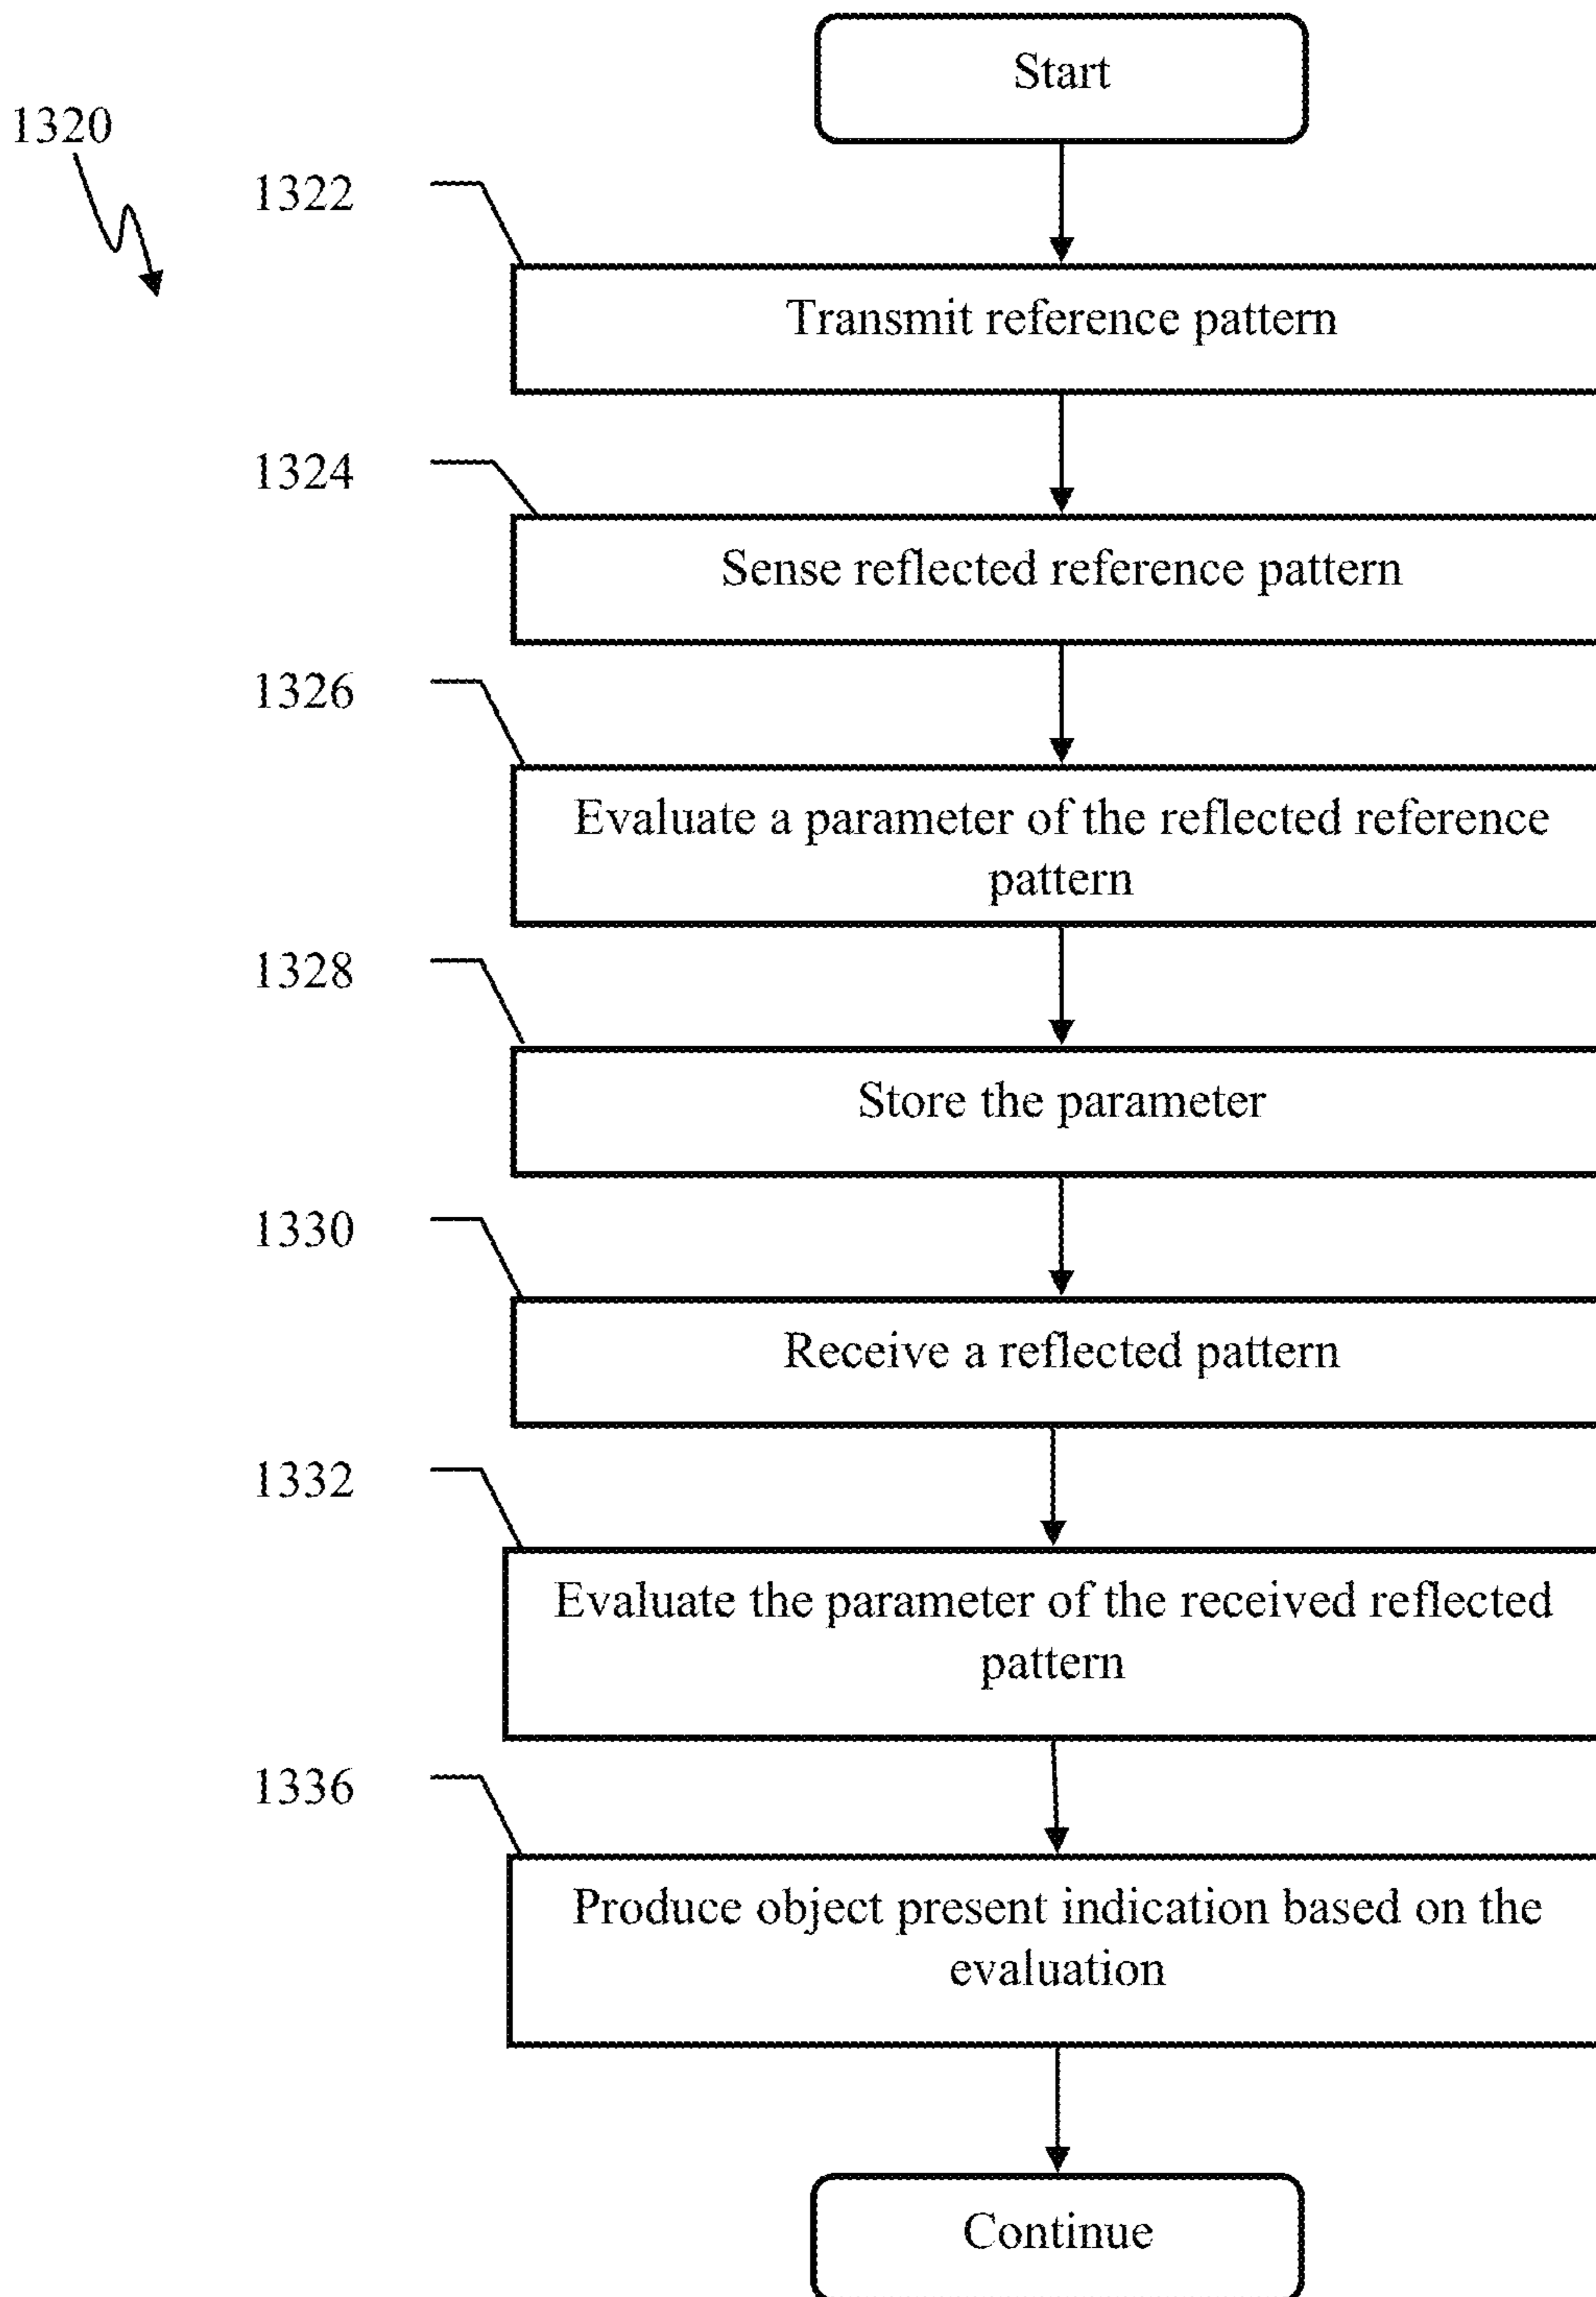 Start
1320
1322
Transmit reference pattern
1324
Sense reflected reference pattern
1326
Evaluate a parameter of the reflected reference
pattern
1328
Store the parameter
1330
Receive a reflected pattern
1332
Evaluate the parameter of the received reflected
pattern
1336
Produce object present indication based on the
evaluation
Continue